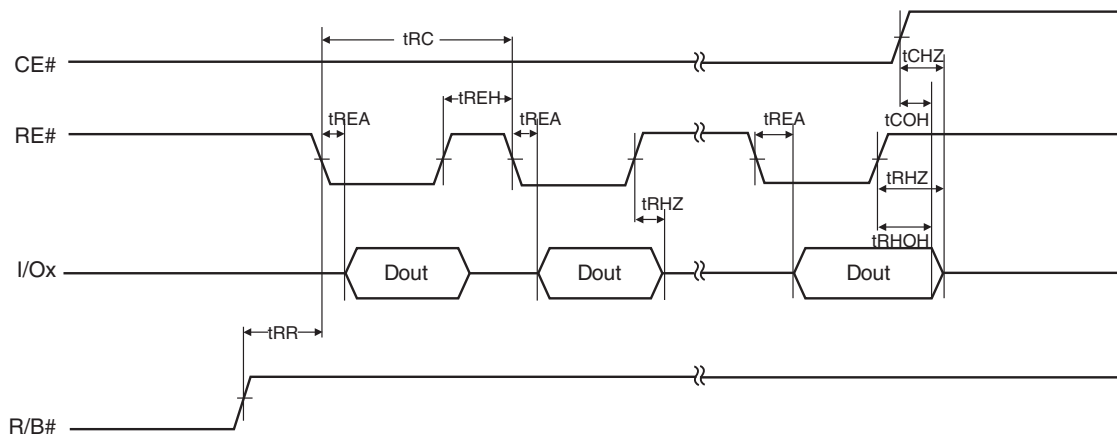 tRC
CE#
tCHZ
tREH
tCOH
tREA
tREA
tREA
RE#
tRHZ
tRHZ
tRHOH
I/Ox
Dout
Dout
Dout
tRR
R/B#